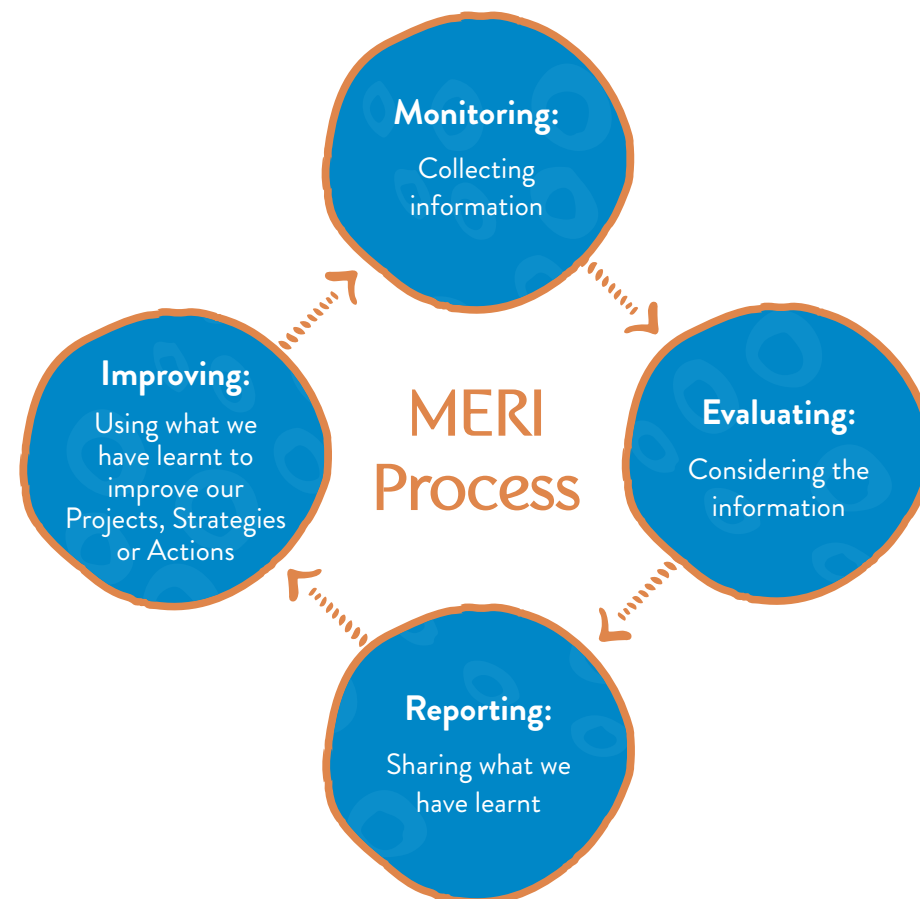 Monitoring:
Collecting
information
Evaluating:
Considering the
information
Reporting:
Sharing what we
have learnt
Improving:
Using what we
have learnt to
improve our
Projects, Strategies
or Actions
MERI
Process